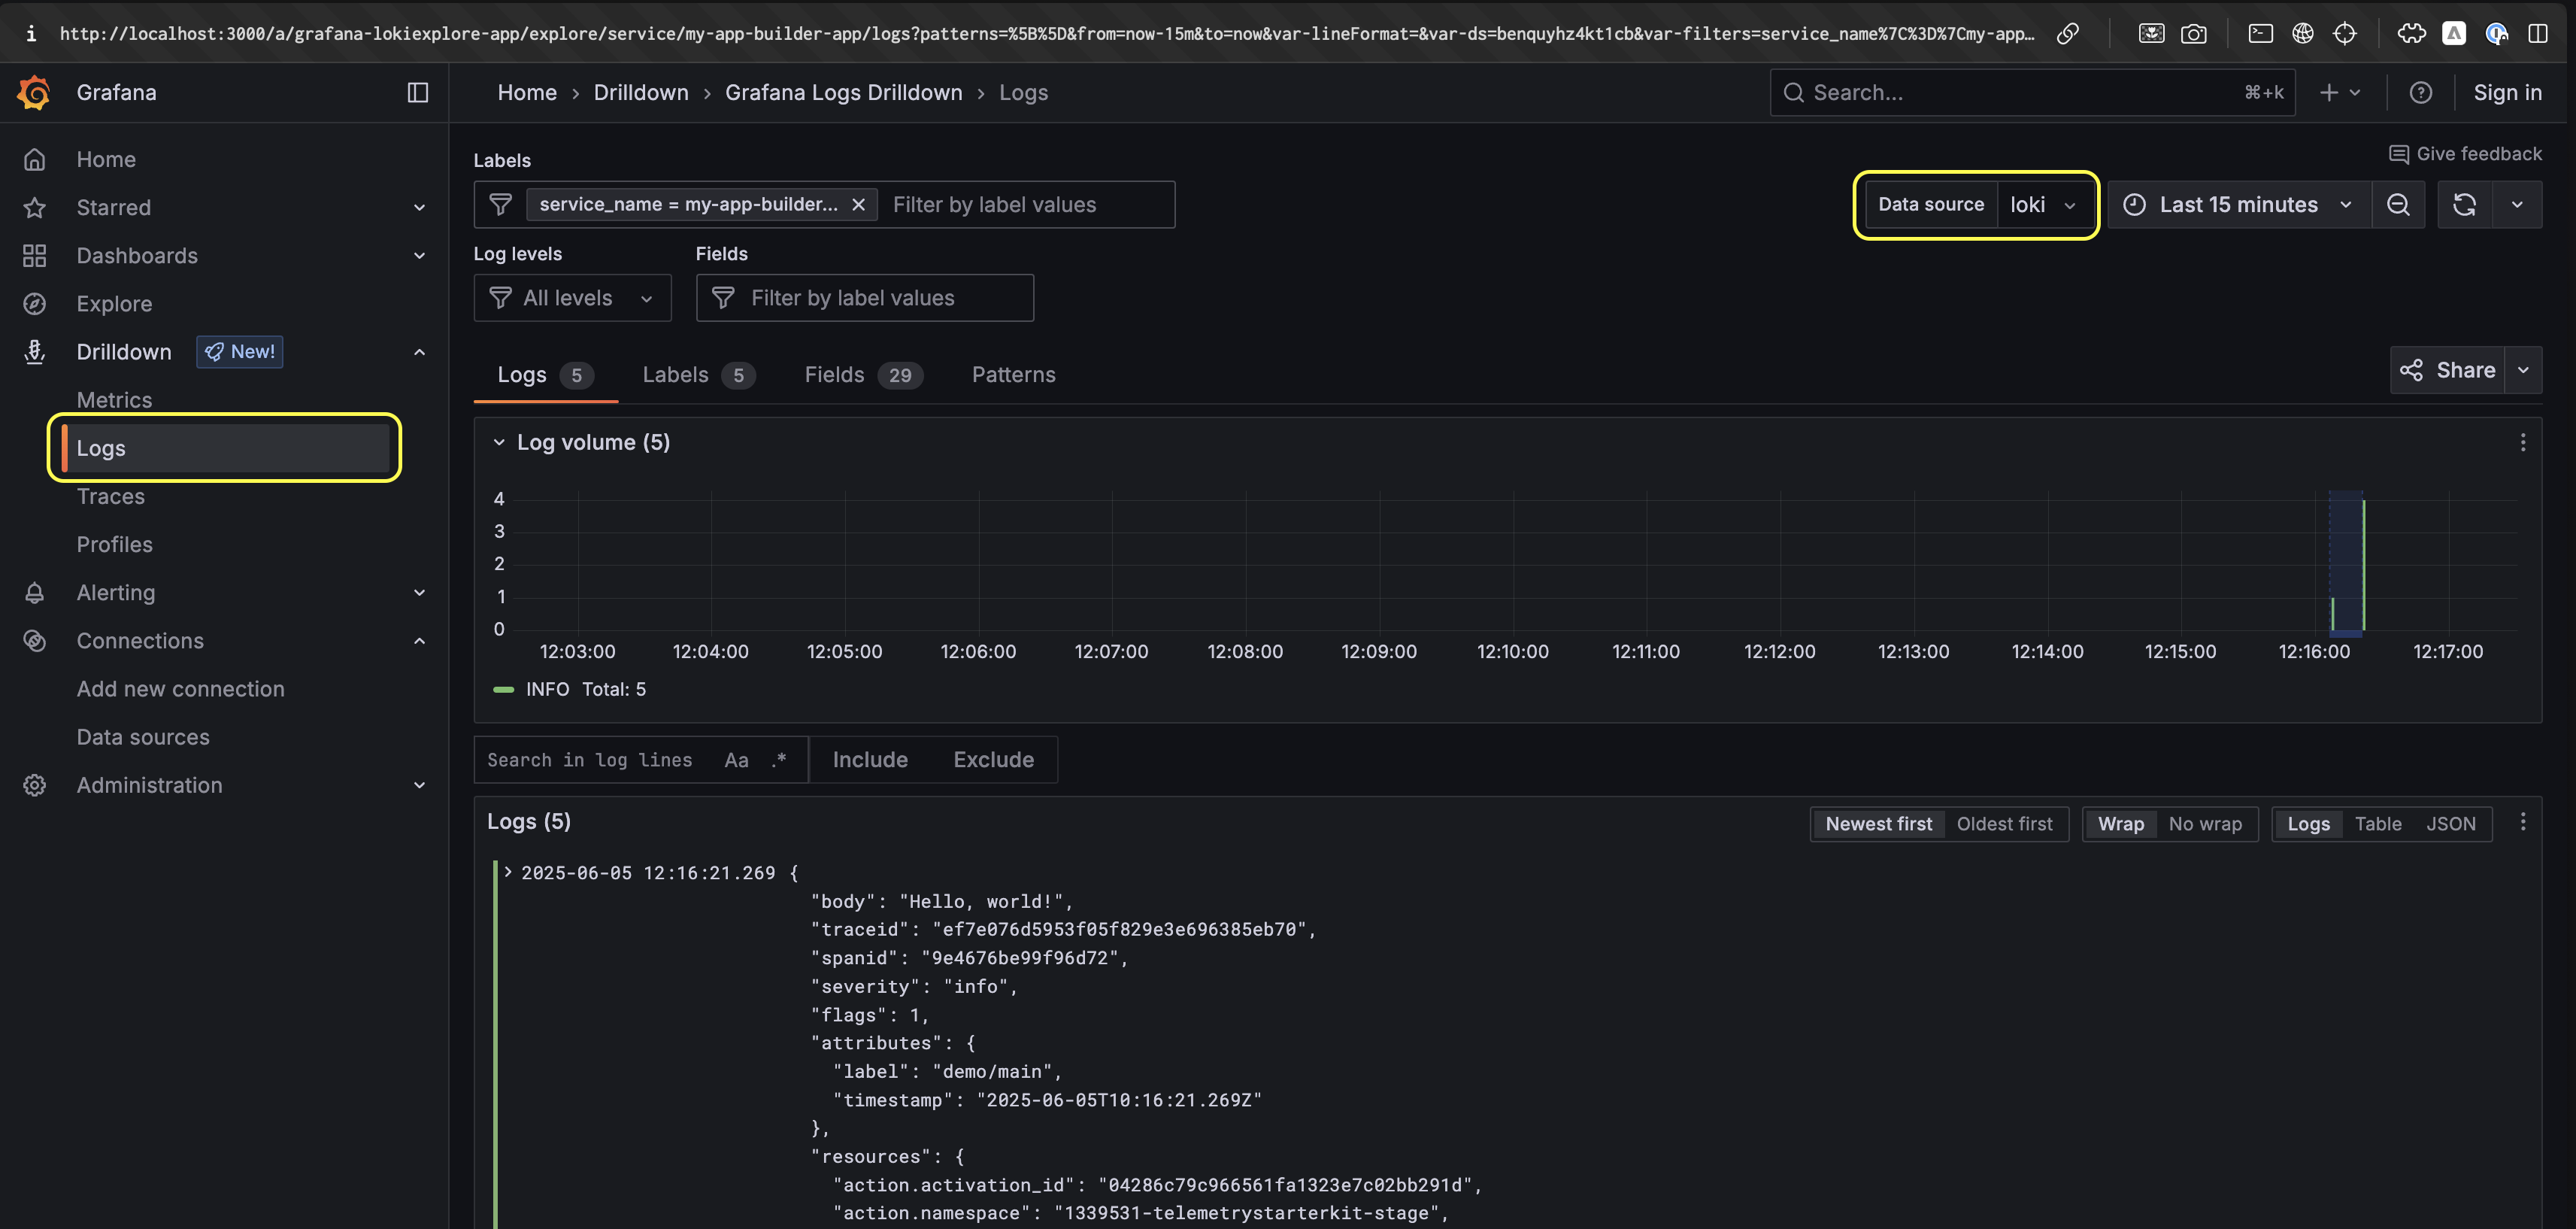 http://localhost:3000/a/grafana-lokiexplore-app/explore/service/my-app-builder-app/logs?patterns=%5B%5D&from=now-15m&to=now&var-lineFormat=&var-ds=benquyhz4kt1cb&var-filters=service_name%7C%3D%7Cmy-app…
Grafana
Home › Drilldown › Grafana Logs Drilldown › Logs
Search...
⌘+k
Sign in
Home
Starred
Dashboards
Explore
Drilldown
New!
Metrics
Logs
Traces
Profiles
Alerting
Connections
Add new connection
Data sources
Administration
Give feedback
Labels
service_name = my-app-builder...
Filter by label values
Data source
loki
Last 15 minutes
Log levels
Fields
All levels
Filter by label values
Logs 5
Labels 5
Fields 29
Patterns
Share
Log volume (5)
4
3
2
1
0
12:03:00 12:04:00 12:05:00 12:06:00 12:07:00 12:08:00 12:09:00 12:10:00 12:11:00 12:12:00 12:13:00 12:14:00 12:15:00 12:16:00 12:17:00
INFO Total: 5
Search in log lines Aa .* Include Exclude
Logs (5)
Newest first Oldest first Wrap No wrap Logs Table JSON
2025-06-05 12:16:21.269 {
"body": "Hello, world!",
"traceid": "ef7e076d5953f05f829e3e696385eb70",
"spanid": "9e4676be99f96d72",
"severity": "info",
"flags": 1,
"attributes": {
"label": "demo/main",
"timestamp": "2025-06-05T10:16:21.269Z"
},
"resources": {
"action.activation_id": "04286c79c966561fa1323e7c02bb291d",
"action.namespace": "1339531-telemetrystarterkit-stage",